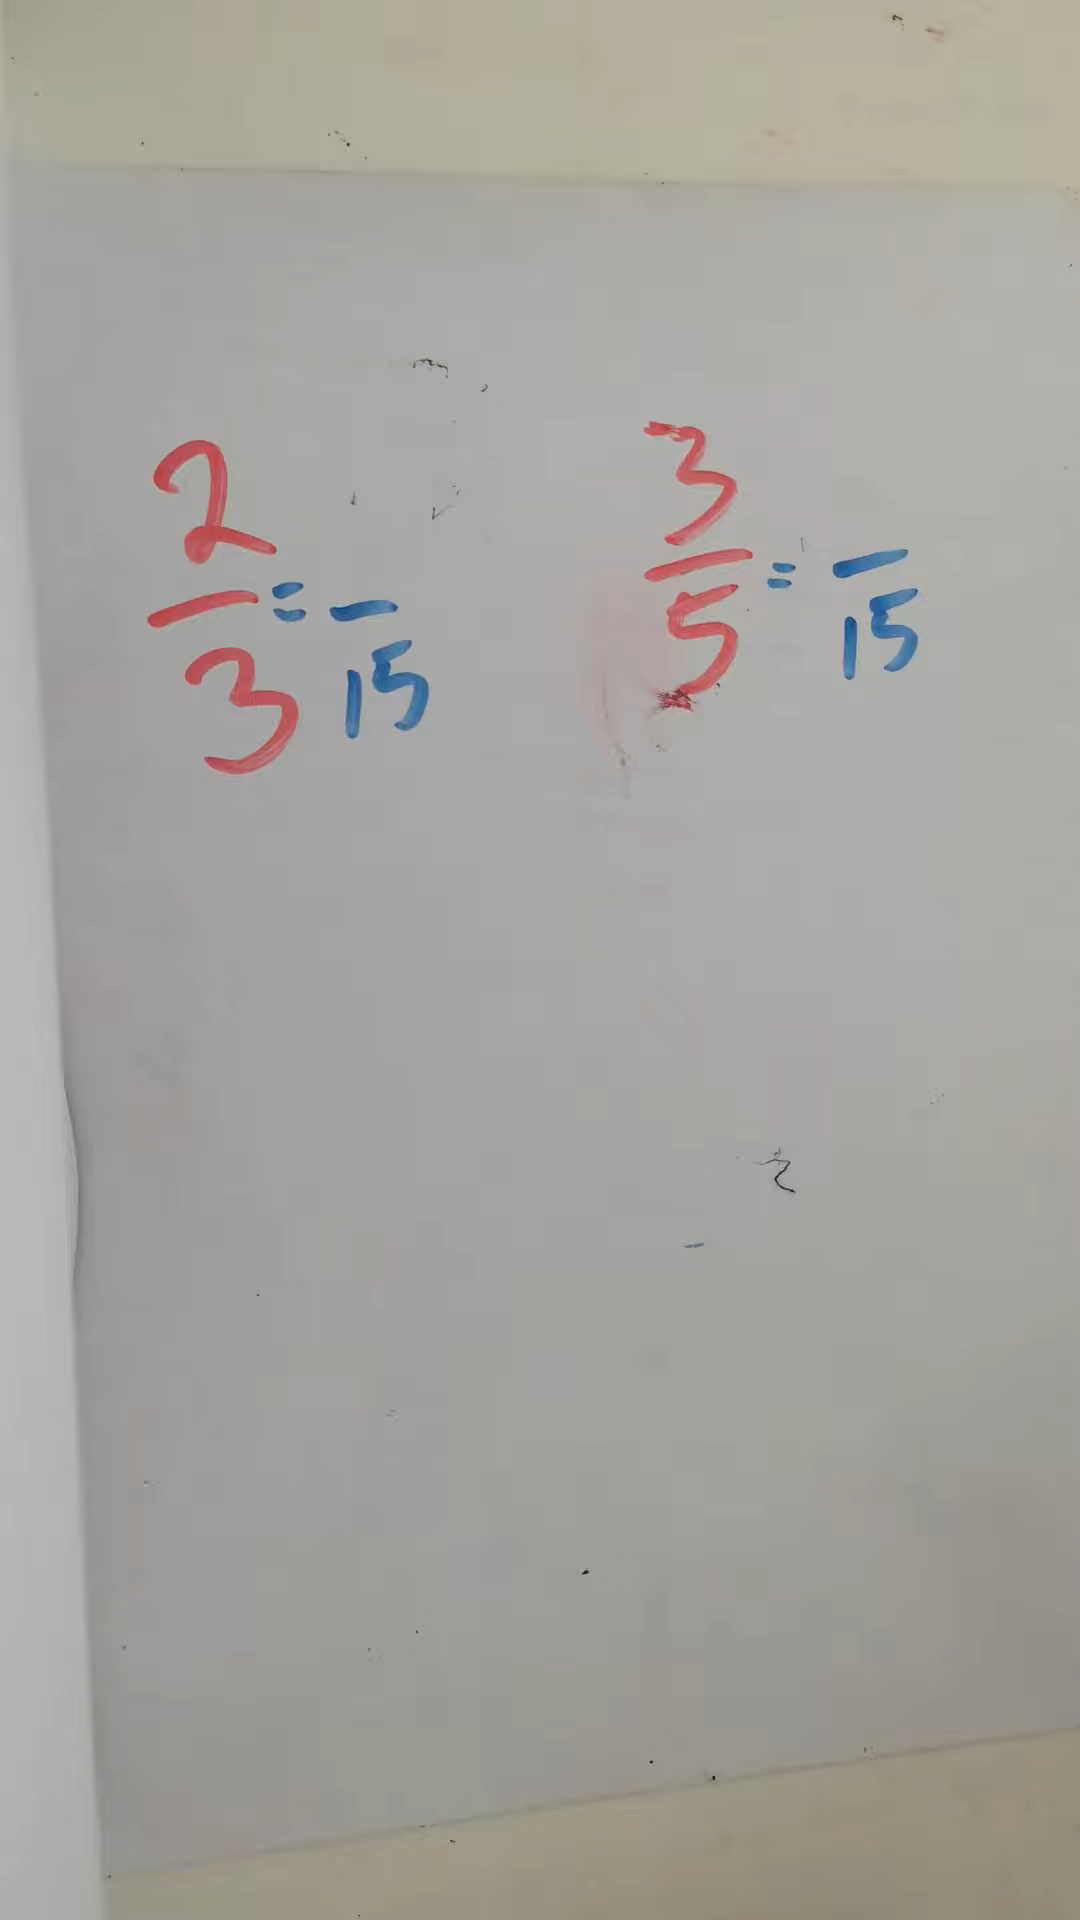 2/3 = /15
3/5 = /15